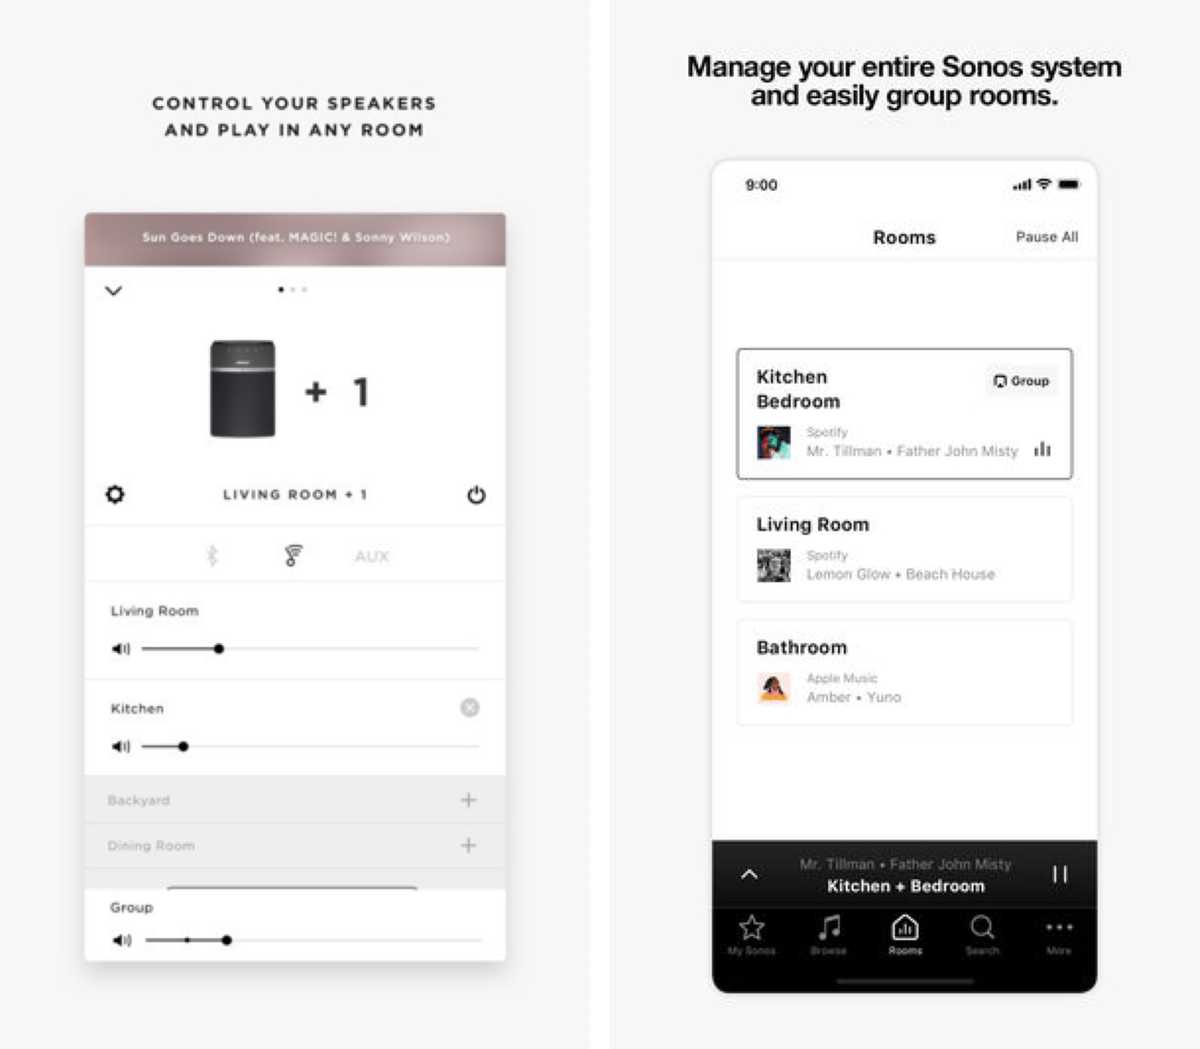 CONTROL YOUR SPEAKERS
AND PLAY IN ANY ROOM
Sun Goes Down (feat. MAGIC! & Sonny Wilson)
+ 1
LIVING ROOM + 1
AUX
Living Room
Kitchen
Backyard
Dining Room
Group
Manage your entire Sonos system
and easily group rooms.
9:00
Rooms
Pause All
Kitchen
Bedroom
Group
Spotify
Mr. Tillman • Father John Misty
Living Room
Spotify
Lemon Glow • Beach House
Bathroom
Apple Music
Amber • Yuno
Mr. Tillman • Father John Misty
Kitchen + Bedroom
My Sonos
Browse
Rooms
Search
More